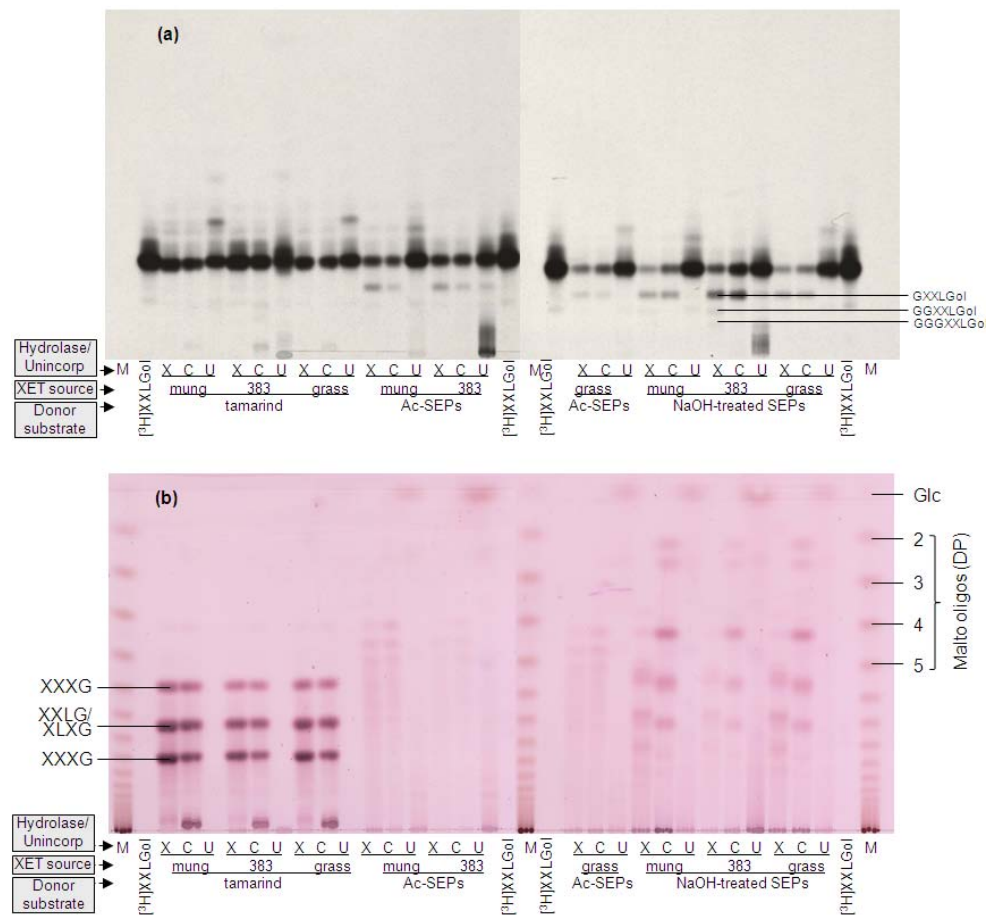 (a)
GXXLGol
GGXXLGol
GGGXXLGol
Hydrolase/
Unincorp
M [³H]XXLGol X C U X C U X C U X C U X C U [³H]XXLGol M [³H]XXLGol X C U X C U X C U X C U [³H]XXLGol M
XET source
mung 383 grass mung 383 grass mung 383 grass
Donor
substrate
tamarind Ac-SEPs Ac-SEPs NaOH-treated SEPs
(b)
Glc
2
3
4
5
Malto oligos (DP)
XXXG
XXLG/
XLXG
XXXG
Hydrolase/
Unincorp
M [³H]XXLGol X C U X C U X C U X C U X C U [³H]XXLGol M [³H]XXLGol X C U X C U X C U X C U [³H]XXLGol M
XET source
mung 383 grass mung 383 grass mung 383 grass
Donor
substrate
tamarind Ac-SEPs Ac-SEPs NaOH-treated SEPs